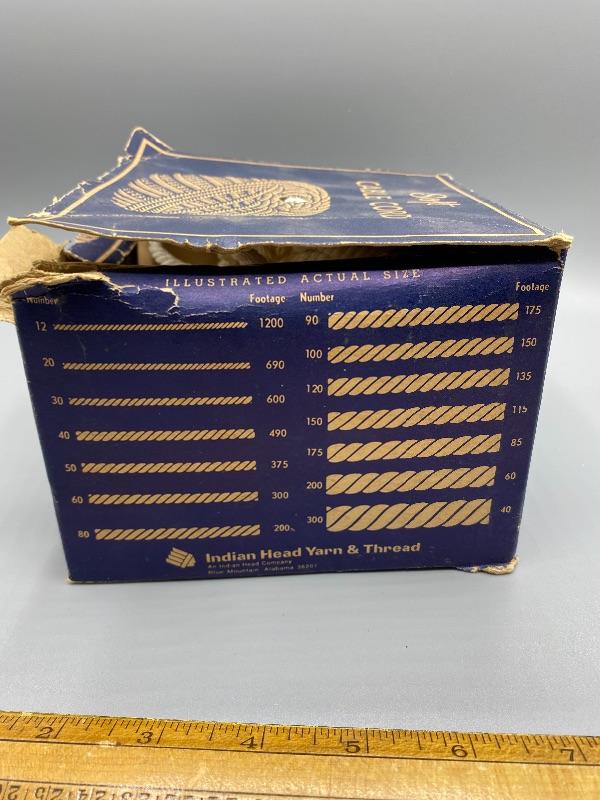 Soft
CABLE CORD
ILLUSTRATED ACTUAL SIZE
Number Footage Number Footage
12 1200 90 175
20 690 100 150
30 600 120 135
40 490 150 115
50 375 175 85
60 300 200 60
80 200 300 40
Indian Head Yarn & Thread
An Indian Head Company
Blue Mountain, Alabama 36201
2 3 4 5 6 7